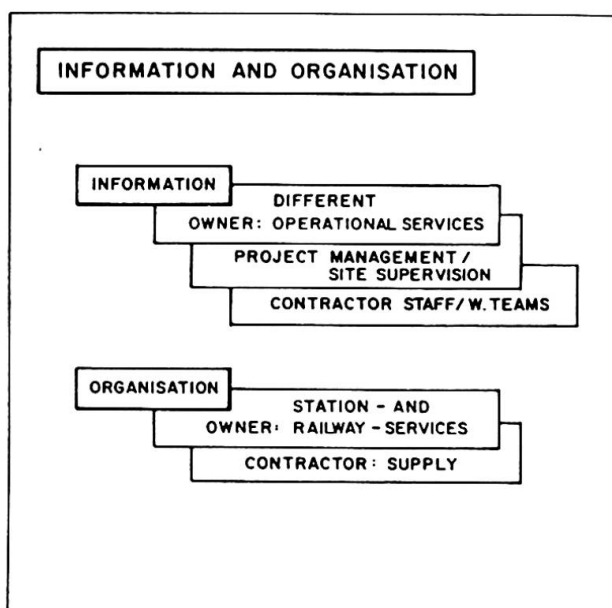 INFORMATION AND ORGANISATION
INFORMATION
DIFFERENT
OWNER: OPERATIONAL SERVICES
PROJECT MANAGEMENT/
SITE SUPERVISION
CONTRACTOR STAFF/W.TEAMS
ORGANISATION
STATION - AND
OWNER: RAILWAY-SERVICES
CONTRACTOR: SUPPLY